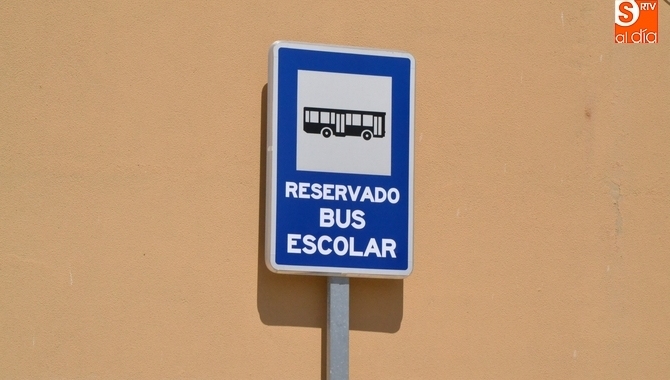 S RTV
al día
RESERVADO
BUS
ESCOLAR